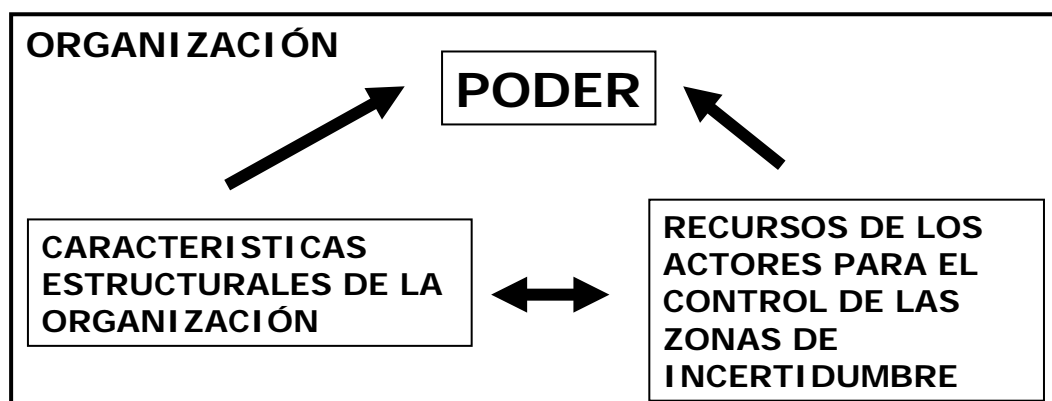 ORGANIZACIÓN
PODER
CARACTERISTICAS
ESTRUCTURALES DE LA
ORGANIZACIÓN
RECURSOS DE LOS
ACTORES PARA EL
CONTROL DE LAS
ZONAS DE
INCERTIDUMBRE